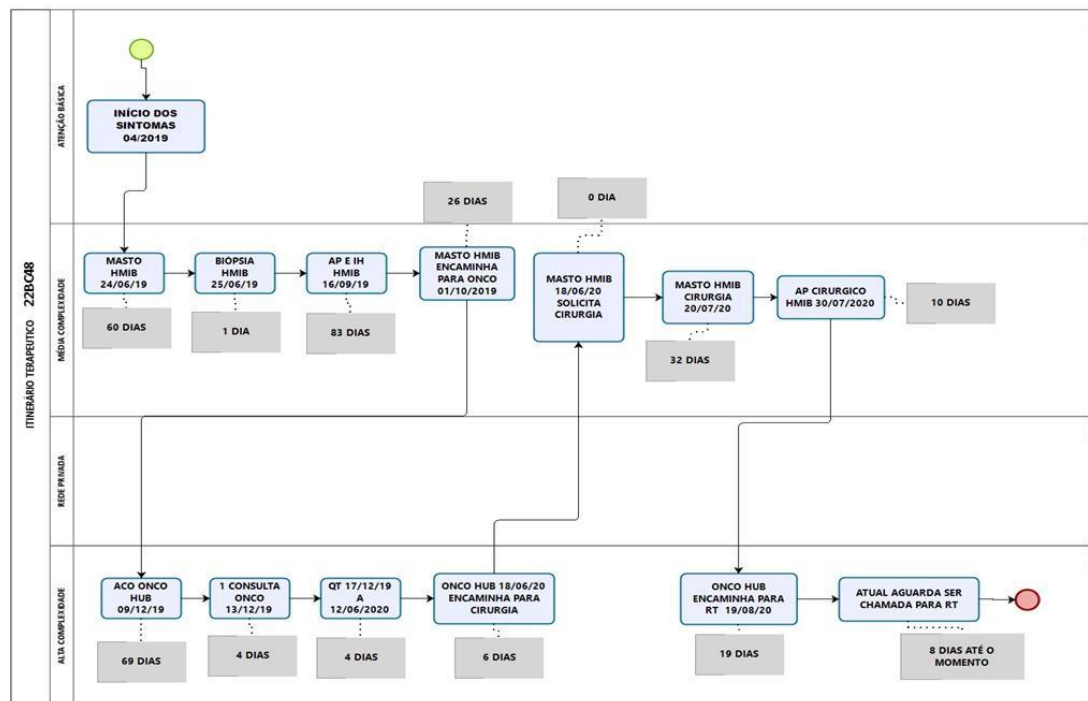 ITINERÁRIO TERAPEUTICO 22BC48
ATENÇÃO BÁSICA
INÍCIO DOS
SINTOMAS
04/2019
MÉDIA COMPLEXIDADE
MASTO
HMIB
24/06/19
60 DIAS
BIÓPSIA
HMIB
25/06/19
1 DIA
AP E IH
HMIB
16/09/19
83 DIAS
26 DIAS
MASTO HMIB
ENCAMINHA
PARA ONCO
01/10/2019
0 DIA
MASTO HMIB
18/06/20
SOLICITA
CIRURGIA
MASTO HMIB
CIRURGIA
20/07/20
32 DIAS
AP CIRURGICO
HMIB 30/07/2020
10 DIAS
REDE PRIVADA
ALTA COMPLEXIDADE
ACO ONCO
HUB
09/12/19
69 DIAS
1 CONSULTA
ONCO
13/12/19
4 DIAS
QT 17/12/19
A
12/06/2020
4 DIAS
ONCO HUB 18/06/20
ENCAMINHA PARA
CIRURGIA
6 DIAS
ONCO HUB
ENCAMINHA PARA
RT 19/08/20
19 DIAS
ATUAL AGUARDA SER
CHAMADA PARA RT
8 DIAS ATÉ O
MOMENTO